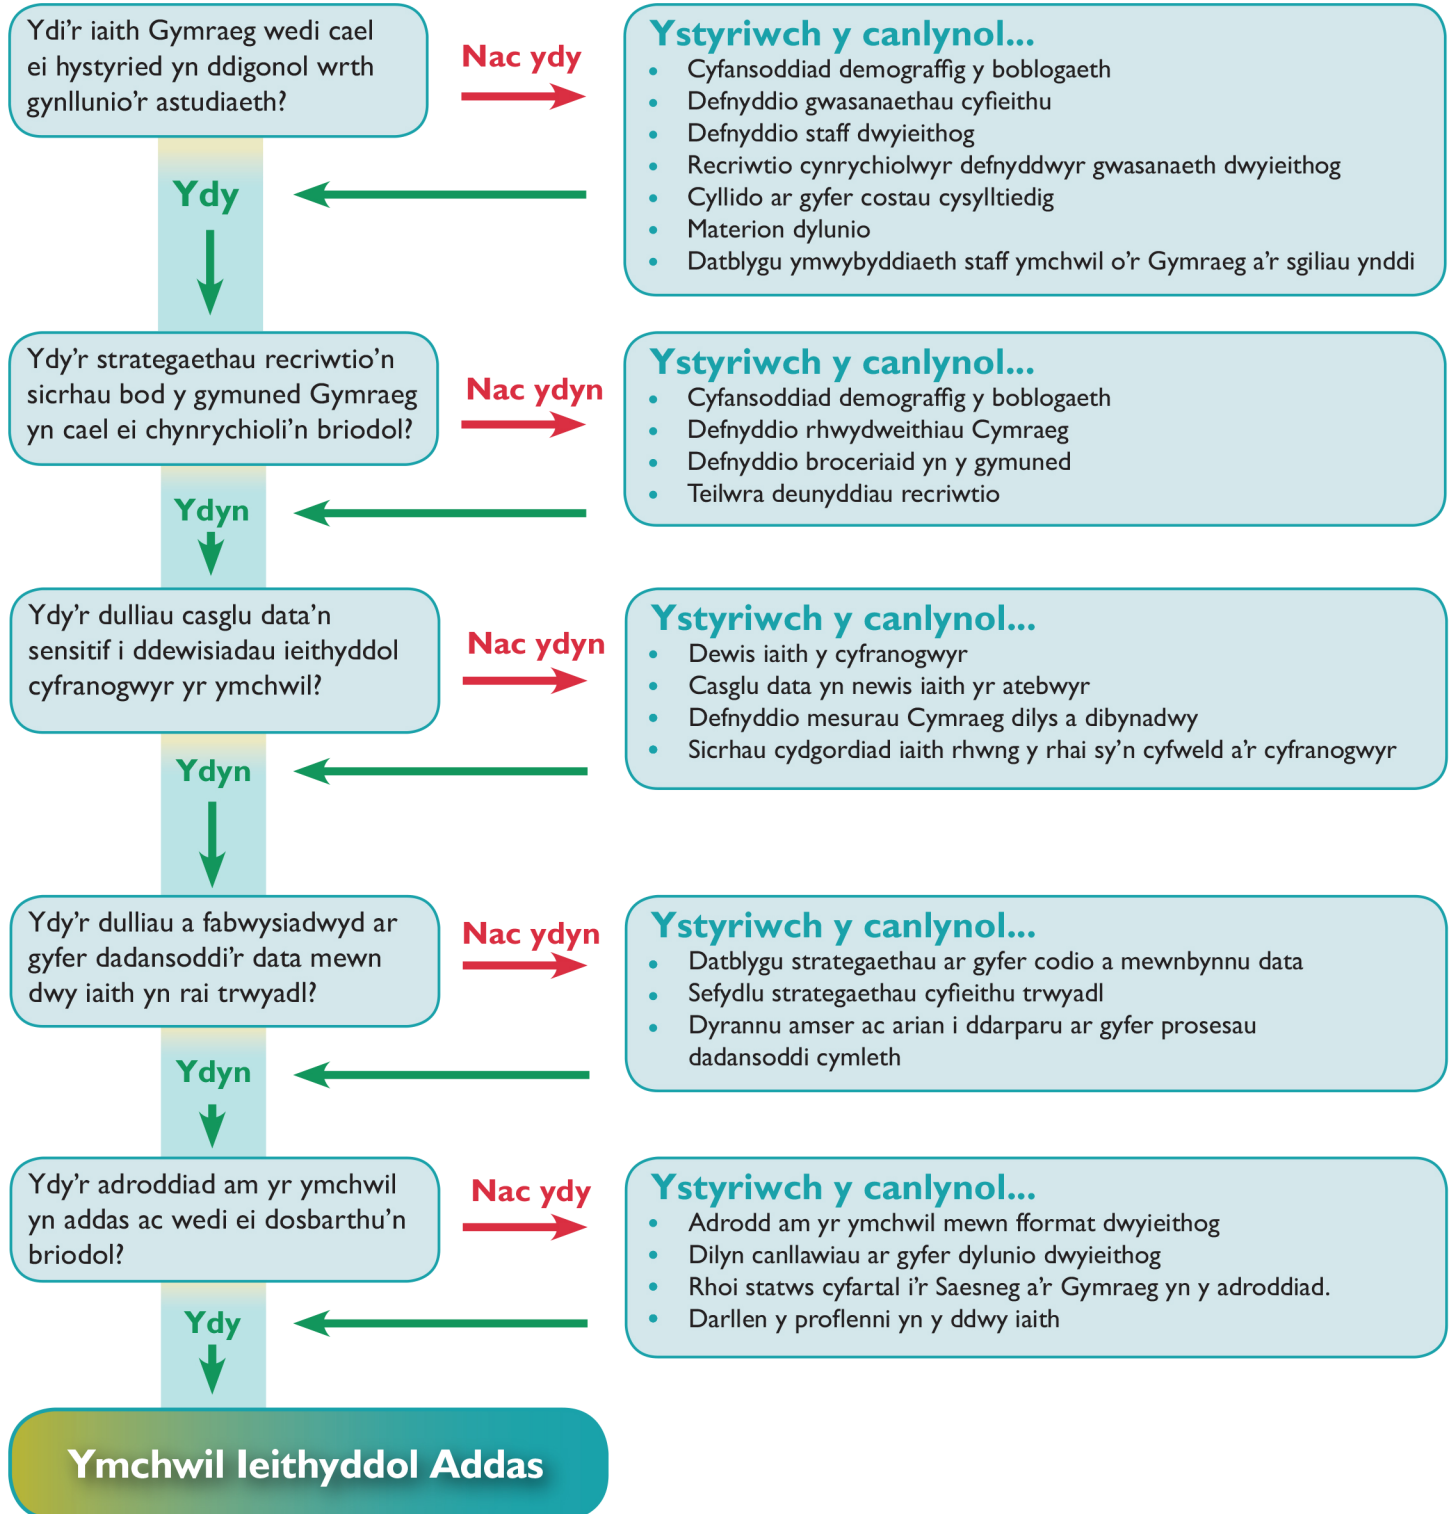 Ydi'r iaith Gymraeg wedi cael
ei hystyried yn ddigonol wrth
gynllunio'r astudiaeth?
Nac ydy
Ystyriwch y canlynol...
• Cyfansoddiad demograffig y boblogaeth
• Defnyddio gwasanaethau cyfieithu
• Defnyddio staff dwyieithog
• Recriwtio cynrychiolwyr defnyddwyr gwasanaeth dwyieithog
• Cyllido ar gyfer costau cysylltiedig
• Materion dylunio
• Datblygu ymwybyddiaeth staff ymchwil o'r Gymraeg a'r sgiliau ynddi
Ydy
Ydy'r strategaethau recriwtio'n
sicrhau bod y gymuned Gymraeg
yn cael ei chynrychioli'n briodol?
Nac ydyn
Ystyriwch y canlynol...
• Cyfansoddiad demograffig y boblogaeth
• Defnyddio rhwydweithiau Cymraeg
• Defnyddio broceriaid yn y gymuned
• Teilwra deunyddiau recriwtio
Ydyn
Ydy'r dulliau casglu data'n
sensitif i ddewisiadau ieithyddol
cyfranogwyr yr ymchwil?
Nac ydyn
Ystyriwch y canlynol...
• Dewis iaith y cyfranogwyr
• Casglu data yn newis iaith yr atebwyr
• Defnyddio mesurau Cymraeg dilys a dibynadwy
• Sicrhau cydgordiad iaith rhwng y rhai sy'n cyfweld a'r cyfranogwyr
Ydyn
Ydy'r dulliau a fabwysiadwyd ar
gyfer dadansoddi'r data mewn
dwy iaith yn rai trwyadl?
Nac ydyn
Ystyriwch y canlynol...
• Datblygu strategaethau ar gyfer codio a mewnbynnu data
• Sefydlu strategaethau cyfieithu trwyadl
• Dyrannu amser ac arian i ddarparu ar gyfer prosesau
dadansoddi cymleth
Ydyn
Ydy'r adroddiad am yr ymchwil
yn addas ac wedi ei dosbarthu'n
briodol?
Nac ydy
Ystyriwch y canlynol...
• Adrodd am yr ymchwil mewn fformat dwyieithog
• Dilyn canllawiau ar gyfer dylunio dwyieithog
• Rhoi statws cyfartal i'r Saesneg a'r Gymraeg yn y adroddiad.
• Darllen y proflenni yn y ddwy iaith
Ydy
Ymchwil Ieithyddol Addas